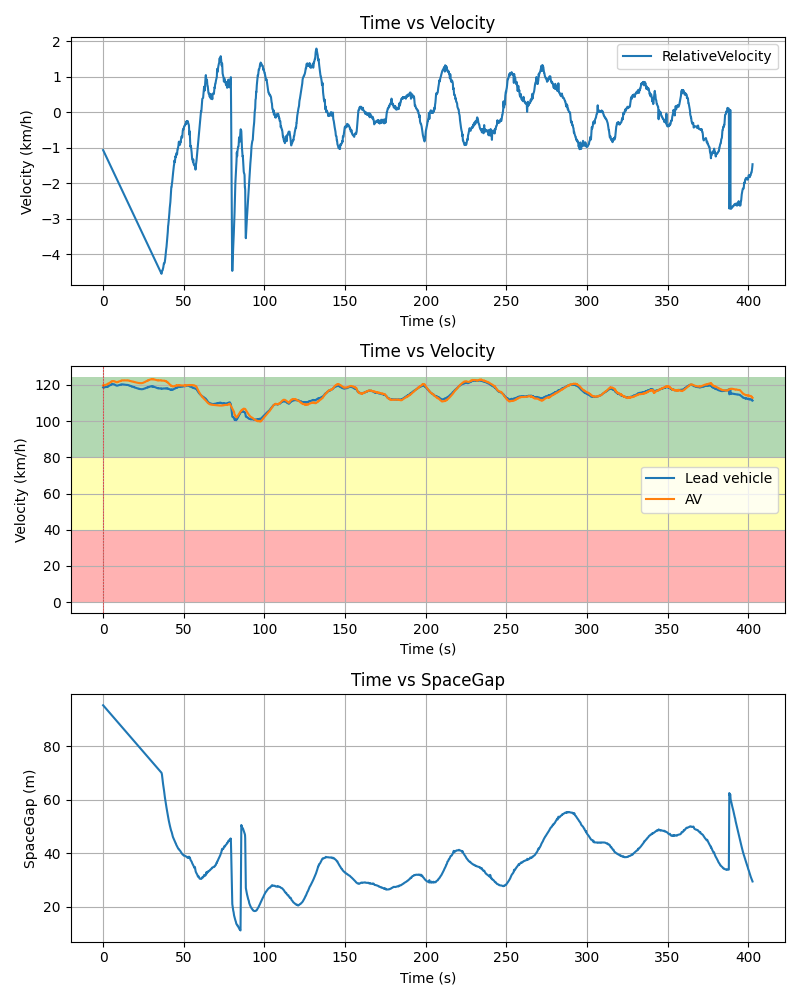 Time vs Velocity
Velocity (km/h)
2
1
0
−1
−2
−3
−4
RelativeVelocity
0 50 100 150 200 250 300 350 400
Time (s)
Time vs Velocity
Velocity (km/h)
120
100
80
60
40
20
0
Lead vehicle
AV
0 50 100 150 200 250 300 350 400
Time (s)
Time vs SpaceGap
SpaceGap (m)
80
60
40
20
0 50 100 150 200 250 300 350 400
Time (s)